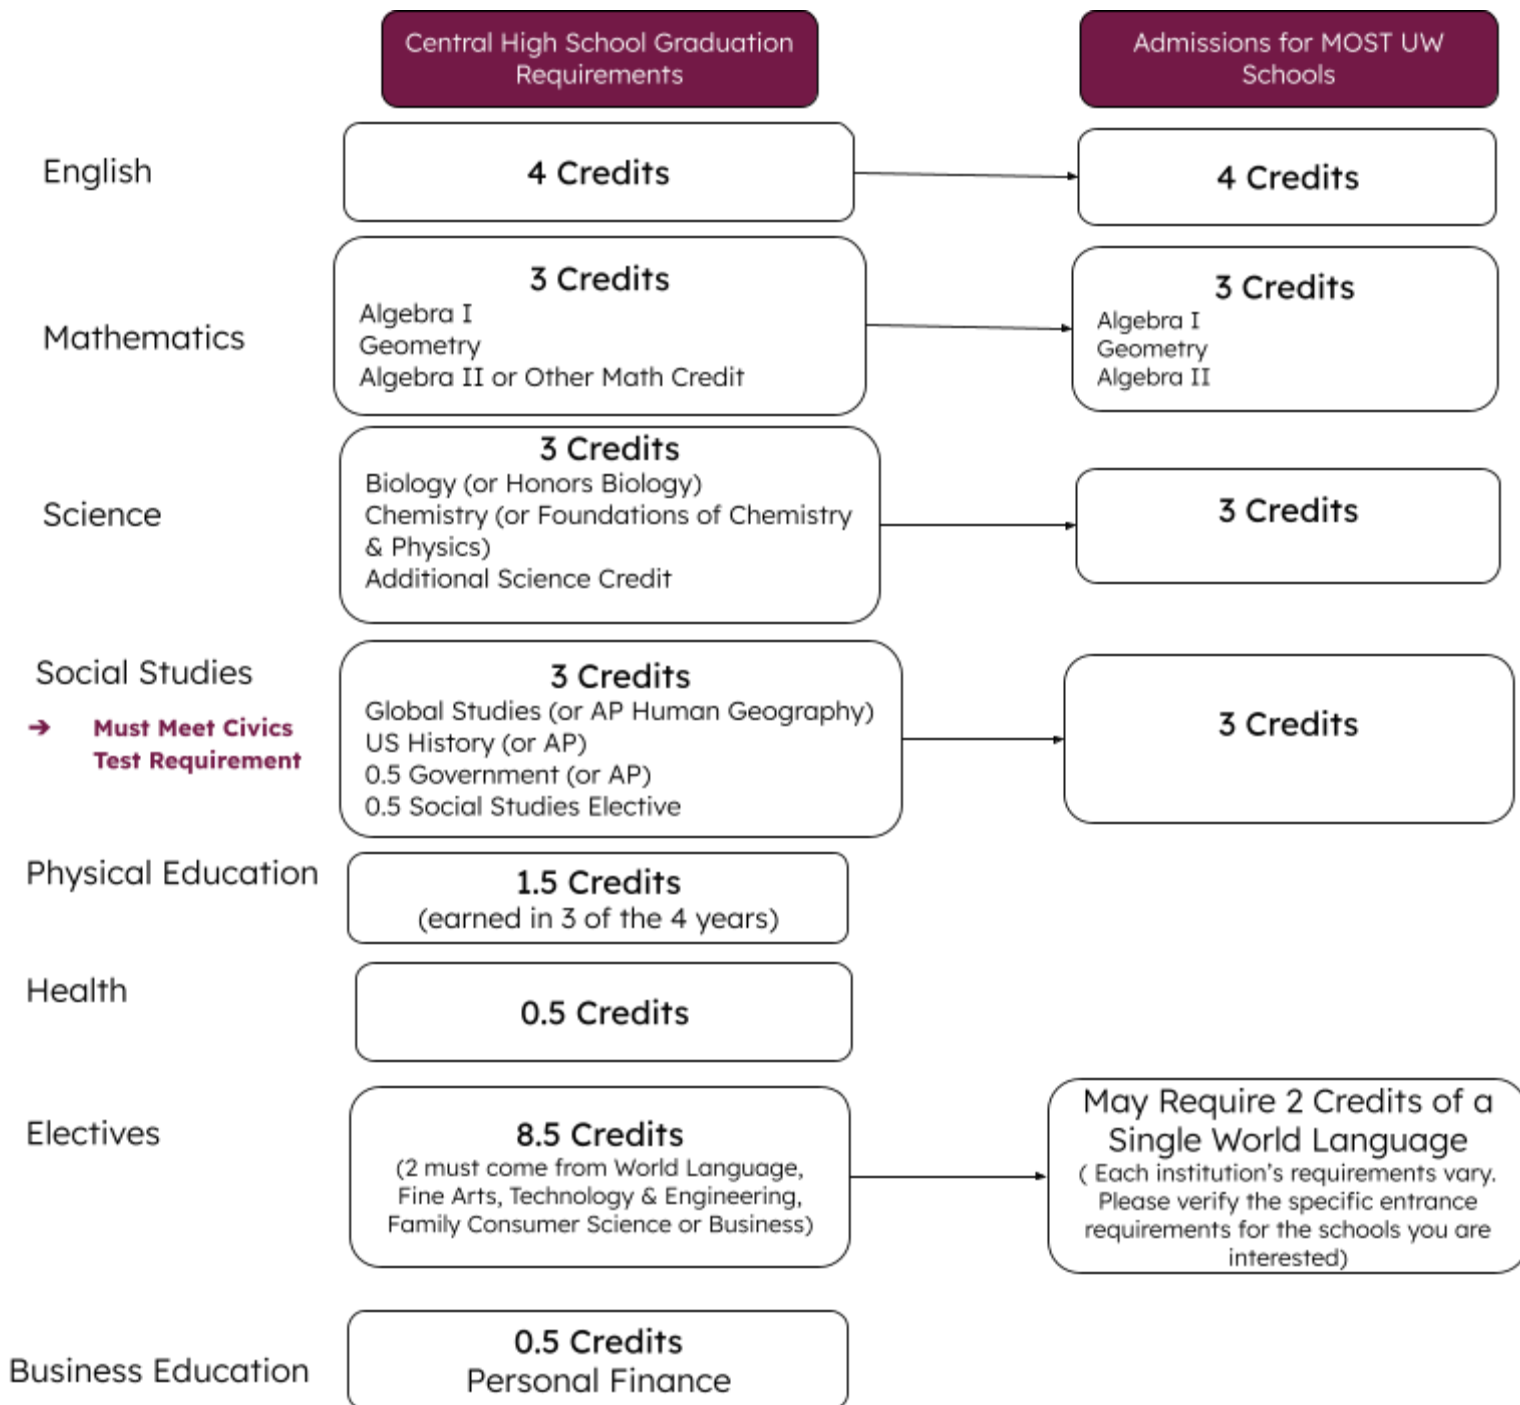 Central High School Graduation
Requirements
Admissions for MOST UW
Schools
English
4 Credits
4 Credits
Mathematics
3 Credits
Algebra I
Geometry
Algebra II or Other Math Credit
3 Credits
Algebra I
Geometry
Algebra II
Science
3 Credits
Biology (or Honors Biology)
Chemistry (or Foundations of Chemistry
& Physics)
Additional Science Credit
3 Credits
Social Studies
➔ Must Meet Civics
Test Requirement
3 Credits
Global Studies (or AP Human Geography)
US History (or AP)
0.5 Government (or AP)
0.5 Social Studies Elective
3 Credits
Physical Education
1.5 Credits
(earned in 3 of the 4 years)
Health
0.5 Credits
Electives
8.5 Credits
(2 must come from World Language,
Fine Arts, Technology & Engineering,
Family Consumer Science or Business)
May Require 2 Credits of a
Single World Language
( Each institution's requirements vary.
Please verify the specific entrance
requirements for the schools you are
interested)
Business Education
0.5 Credits
Personal Finance